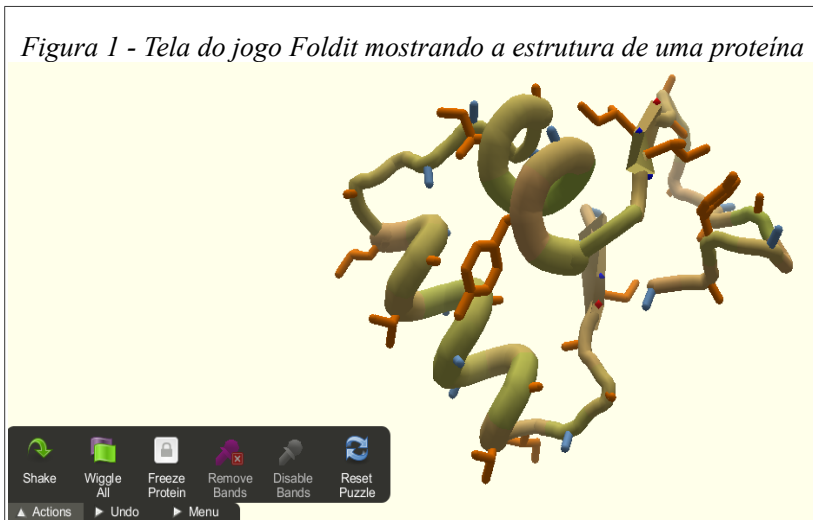 Figura 1 - Tela do jogo Foldit mostrando a estrutura de uma proteína
Shake
Wiggle All
Freeze Protein
Remove Bands
Disable Bands
Reset Puzzle
▲ Actions ▶ Undo ▶ Menu